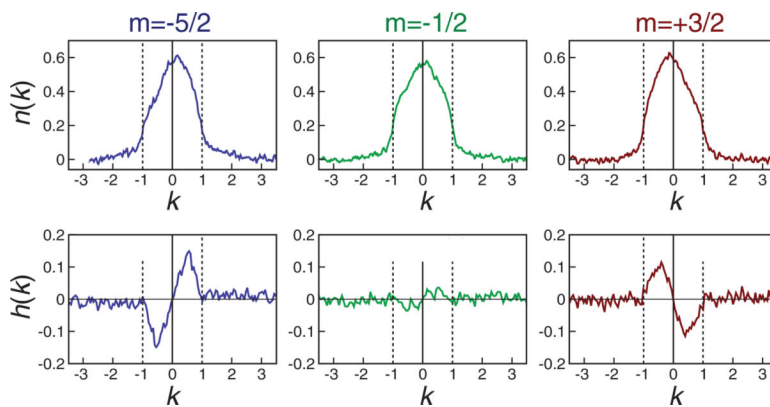 m=-5/2 m=-1/2 m=+3/2
n(k)
0.6 0.6 0.6
0.4 0.4 0.4
0.2 0.2 0.2
0 0 0
-3 -2 -1 0 1 2 3 -3 -2 -1 0 1 2 3 -3 -2 -1 0 1 2 3
k k k
h(k)
0.2 0.2 0.2
0.1 0.1 0.1
0 0 0
-0.1 -0.1 -0.1
-0.2 -0.2 -0.2
-3 -2 -1 0 1 2 3 -3 -2 -1 0 1 2 3 -3 -2 -1 0 1 2 3
k k k